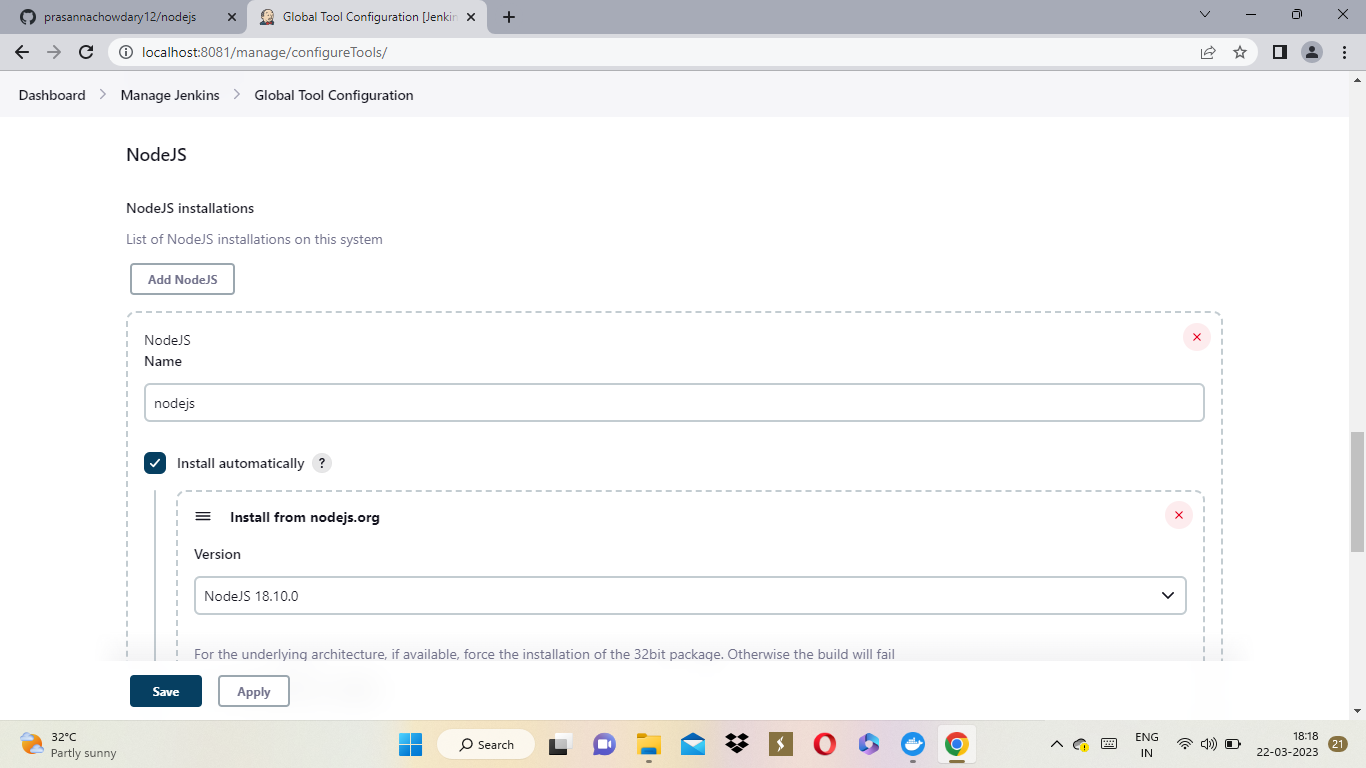 prasannachowdary12/nodejs
Global Tool Configuration [Jenkin
localhost:8081/manage/configureTools/
Dashboard > Manage Jenkins > Global Tool Configuration
NodeJS
NodeJS installations
List of NodeJS installations on this system
Add NodeJS
NodeJS
Name
nodejs
Install automatically ?
Install from nodejs.org
Version
NodeJS 18.10.0
For the underlying architecture, if available, force the installation of the 32bit package. Otherwise the build will fail
Save Apply
32°C
Partly sunny
Search
ENG
IN
18:18
22-03-2023
21